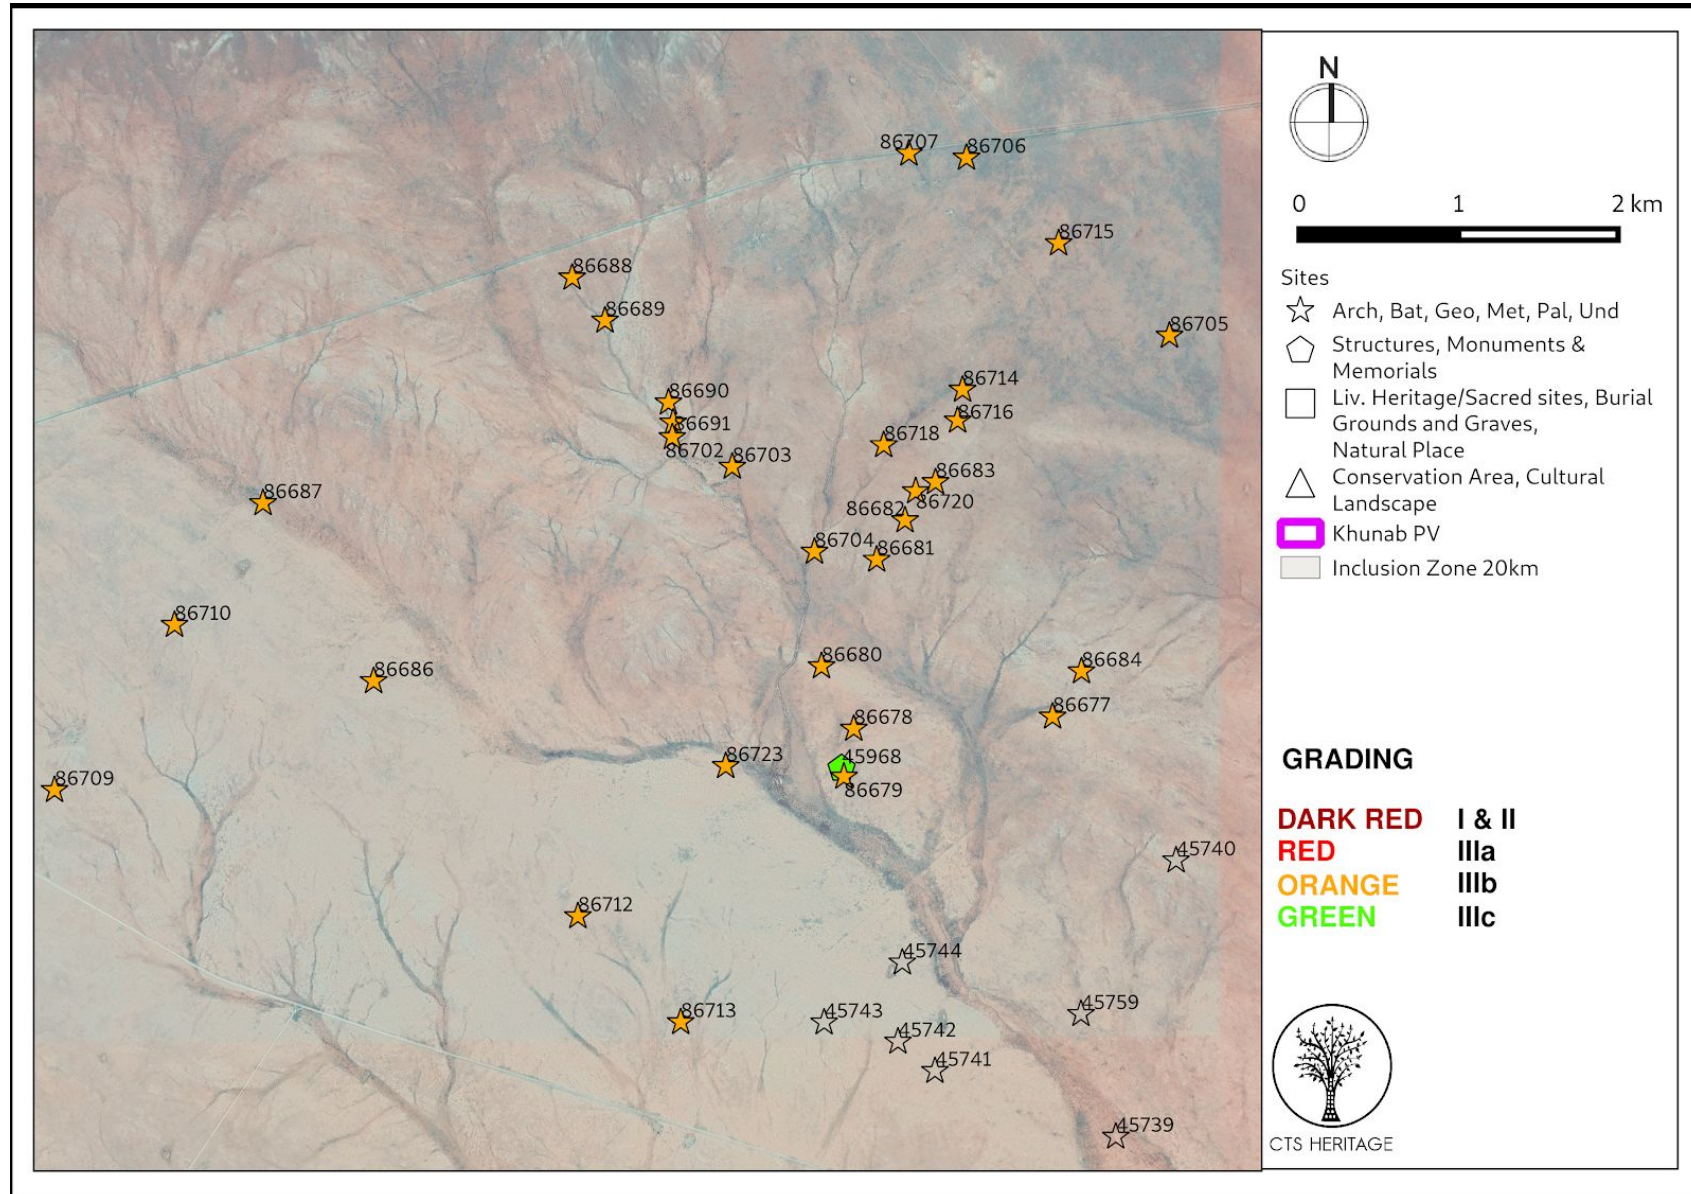 86707
86706
86715
86688
86689
86705
86690
86714
86691
86716
86702
86718
86703
86683
86687
86682
86720
86704
86681
86710
86680
86686
86684
86677
86678
86723
45968
86709
86679
45740
86712
45744
86713
45743
45759
45742
45741
45739
N
0 1 2 km
Sites
Arch, Bat, Geo, Met, Pal, Und
Structures, Monuments &
Memorials
Liv. Heritage/Sacred sites, Burial
Grounds and Graves,
Natural Place
Conservation Area, Cultural
Landscape
Khunab PV
Inclusion Zone 20km
GRADING
DARK RED I & II
RED IIIa
ORANGE IIIb
GREEN IIIc
CTS HERITAGE